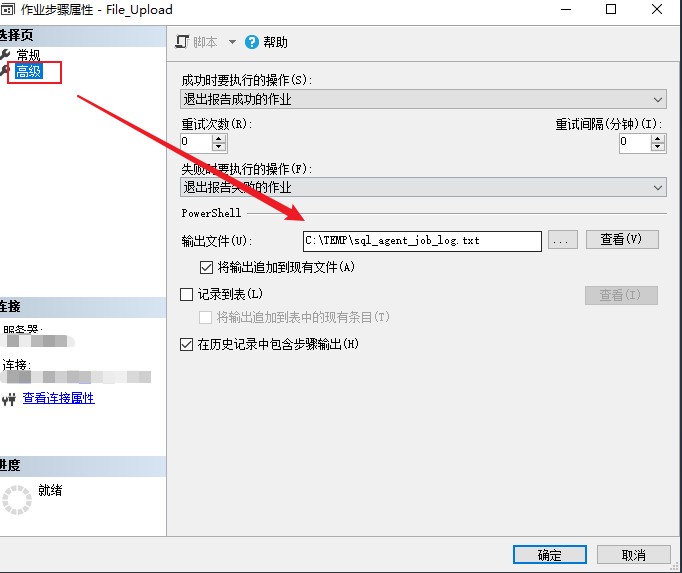 作业步骤属性 - File_Upload
选择页
常规
高级
脚本
帮助
成功时要执行的操作(S):
退出报告成功的作业
重试次数(R):
重试间隔(分钟)(I):
0
0
失败时要执行的操作(F):
退出报告失败的作业
PowerShell
输出文件(U):
C:\TEMP\sql_agent_job_log.txt
...
查看(V)
将输出追加到现有文件(A)
记录到表(L)
查看(I)
将输出追加到表中的现有条目(T)
在历史记录中包含步骤输出(H)
连接
服务器:
连接:
查看连接属性
进度
就绪
确定
取消